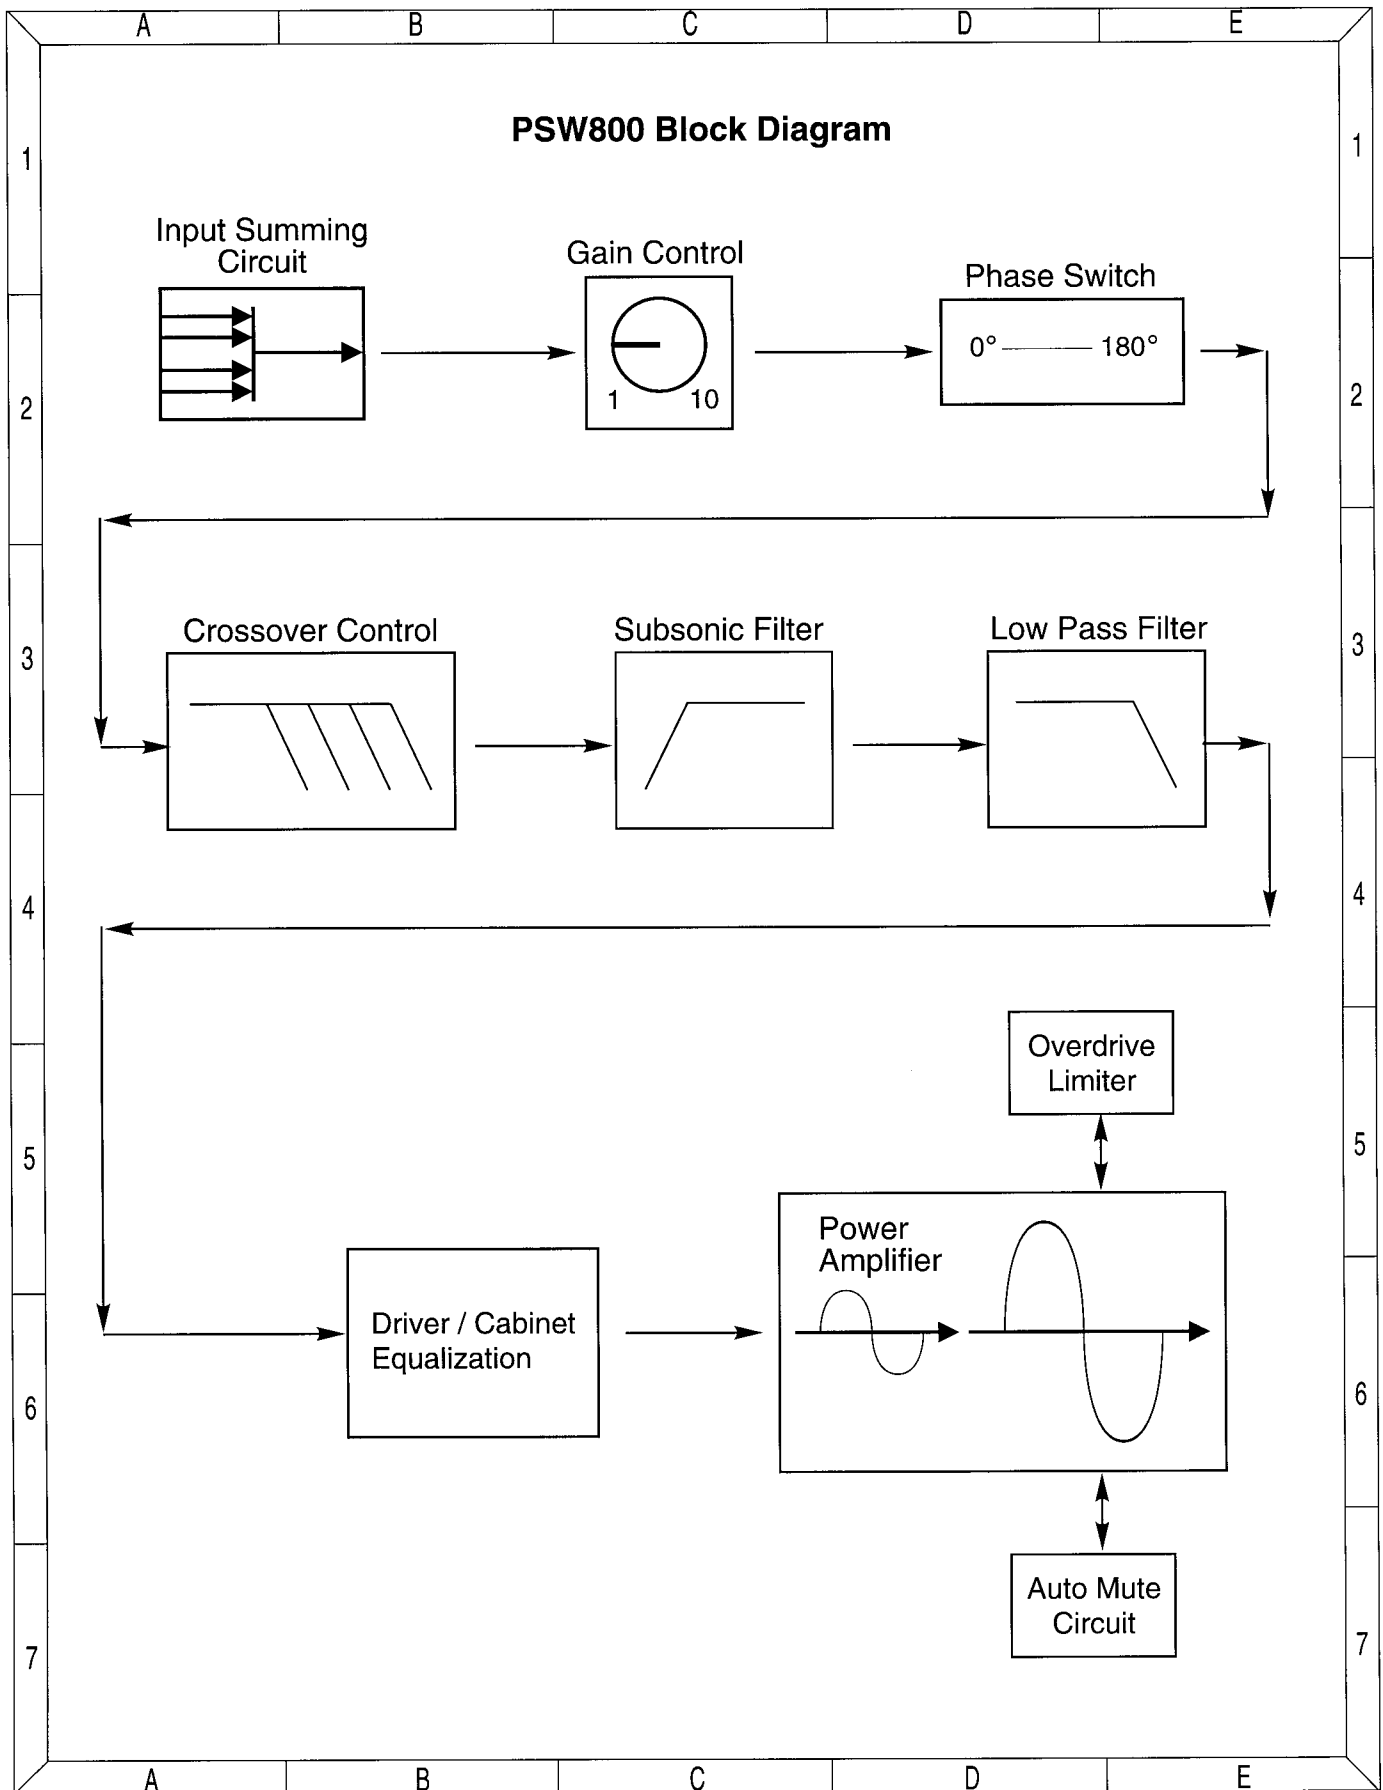 A B C D E
PSW800 Block Diagram
1 1
Input Summing
Circuit
Gain Control
Phase Switch
1 10
0° 180°
2 2
Crossover Control
Subsonic Filter
Low Pass Filter
3 3
4 4
Overdrive
Limiter
5 5
Power
Amplifier
Driver / Cabinet
Equalization
6 6
Auto Mute
Circuit
7 7
A B C D E